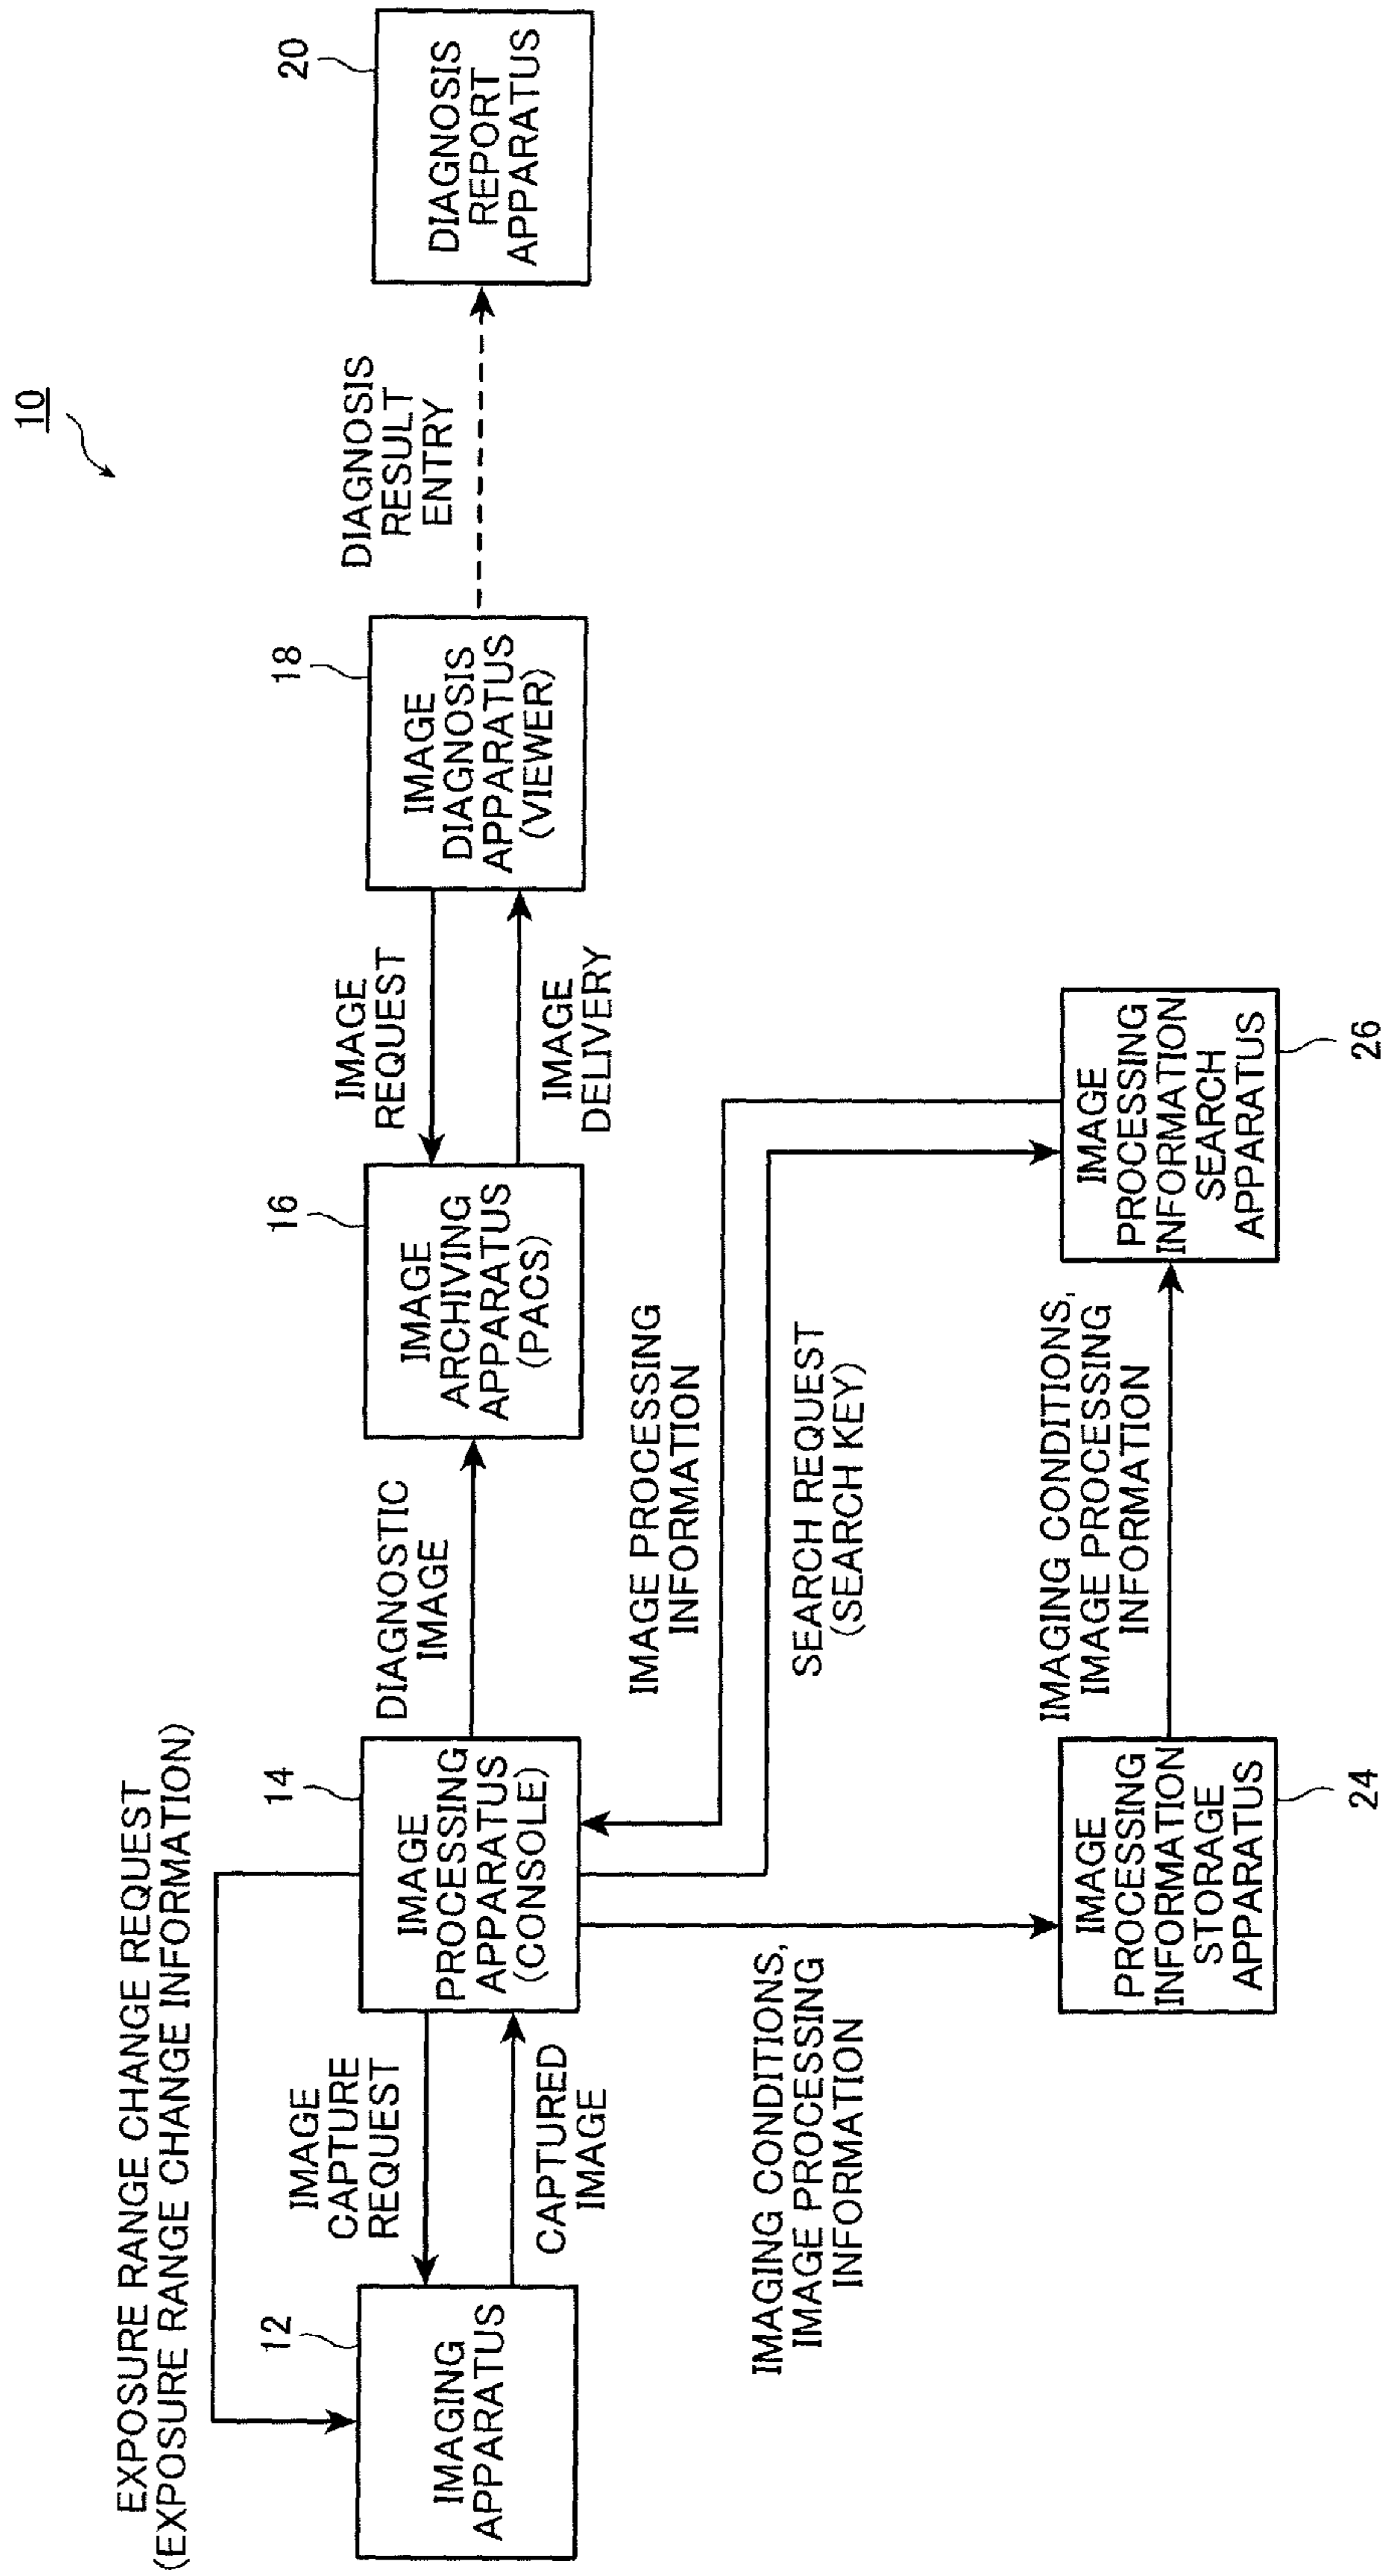 10
EXPOSURE RANGE CHANGE REQUEST
(EXPOSURE RANGE CHANGE INFORMATION)
12
IMAGING
APPARATUS
IMAGE
CAPTURE
REQUEST
CAPTURED
IMAGE
14
IMAGE
PROCESSING
APPARATUS
(CONSOLE)
DIAGNOSTIC
IMAGE
16
IMAGE
ARCHIVING
APPARATUS
(PACS)
IMAGE
REQUEST
IMAGE
DELIVERY
18
IMAGE
DIAGNOSIS
APPARATUS
(VIEWER)
DIAGNOSIS
RESULT
ENTRY
20
DIAGNOSIS
REPORT
APPARATUS
IMAGE PROCESSING
INFORMATION
SEARCH REQUEST
(SEARCH KEY)
IMAGING CONDITIONS,
IMAGE PROCESSING
INFORMATION
IMAGE
PROCESSING
INFORMATION
STORAGE
APPARATUS
24
IMAGING CONDITIONS,
IMAGE PROCESSING
INFORMATION
IMAGE
PROCESSING
INFORMATION
SEARCH
APPARATUS
26